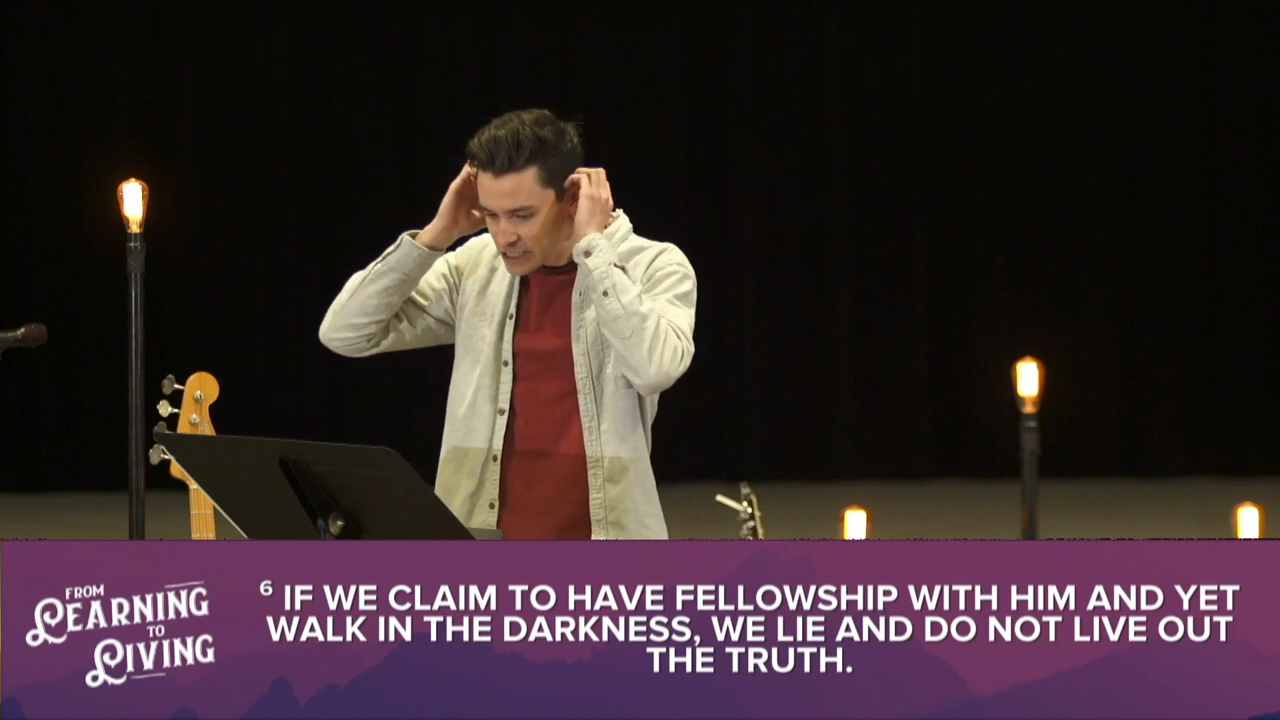 FROM
LEARNING
TO
LIVING
6 IF WE CLAIM TO HAVE FELLOWSHIP WITH HIM AND YET
WALK IN THE DARKNESS, WE LIE AND DO NOT LIVE OUT
THE TRUTH.